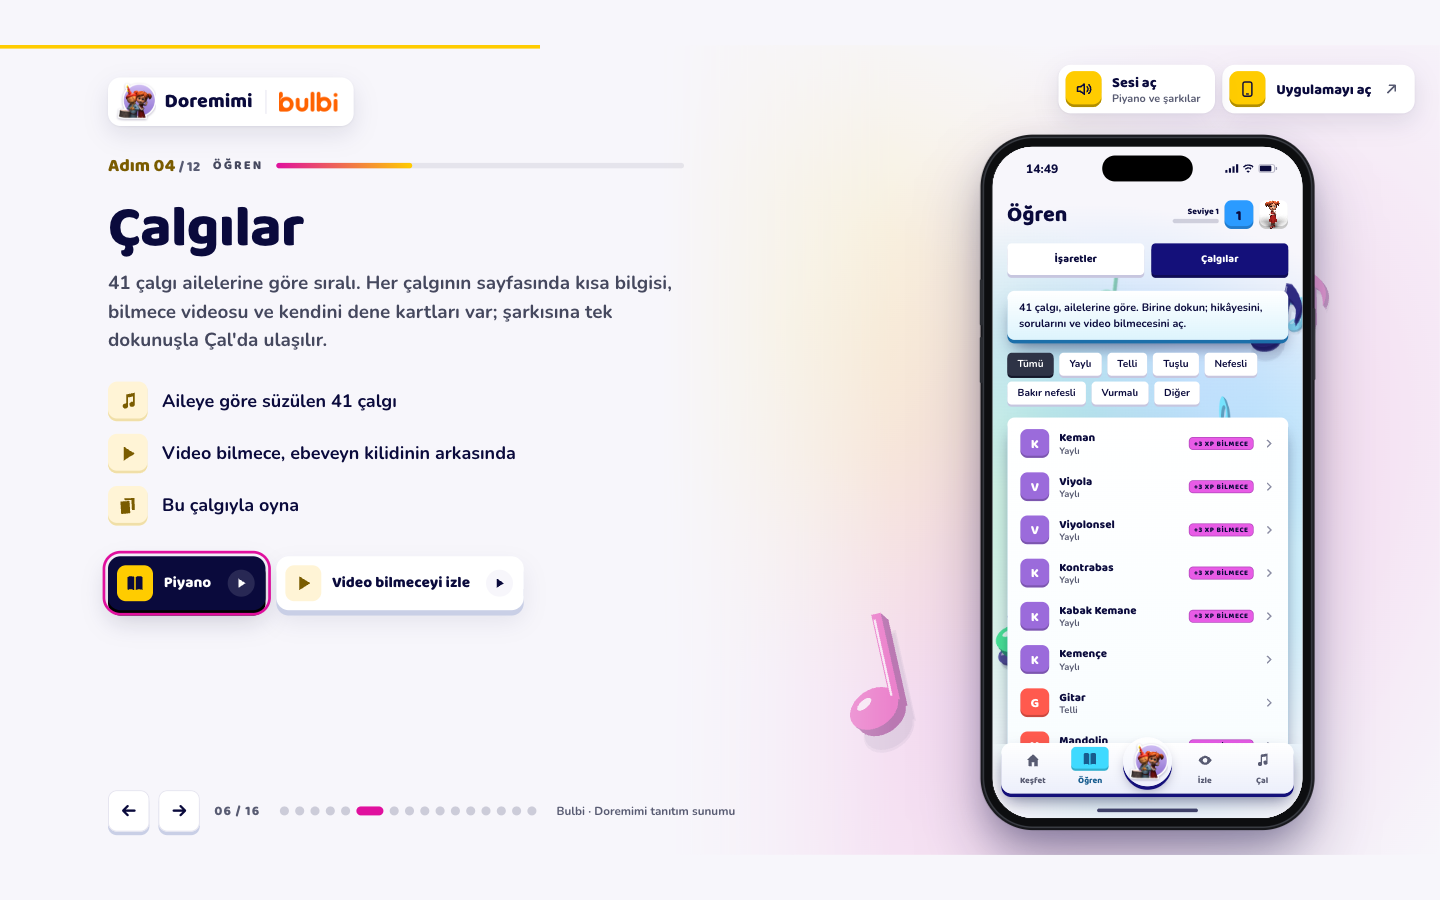 Doremimi
bulbi
Sesi aç
Piyano ve şarkılar
Uygulamayı aç
Adım 04 / 12 ÖĞREN
Çalgılar
41 çalgı ailelerine göre sıralı. Her çalgının sayfasında kısa bilgisi,
bilmece videosu ve kendini dene kartları var; şarkısına tek
dokunuşla Çal'da ulaşılır.
Aileye göre süzülen 41 çalgı
Video bilmece, ebeveyn kilidinin arkasında
Bu çalgıyla oyna
Piyano
Video bilmeceyi izle
06 / 16
Bulbi · Doremimi tanıtım sunumu
14:49
Öğren
Seviye 1
1
İşaretler
Çalgılar
41 çalgı, ailelerine göre. Birine dokun; hikâyesini,
sorularını ve video bilmecesini aç.
Tümü Yaylı Telli Tuşlu Nefesli
Bakır nefesli Vurmalı Diğer
K Keman +3 XP BİLMECE
Yaylı
V Viyola +3 XP BİLMECE
Yaylı
V Viyolonsel +3 XP BİLMECE
Yaylı
K Kontrabas +3 XP BİLMECE
Yaylı
K Kabak Kemane +3 XP BİLMECE
Yaylı
K Kemençe
Yaylı
G Gitar
Telli
Mandolin
Keşfet Öğren İzle Çal